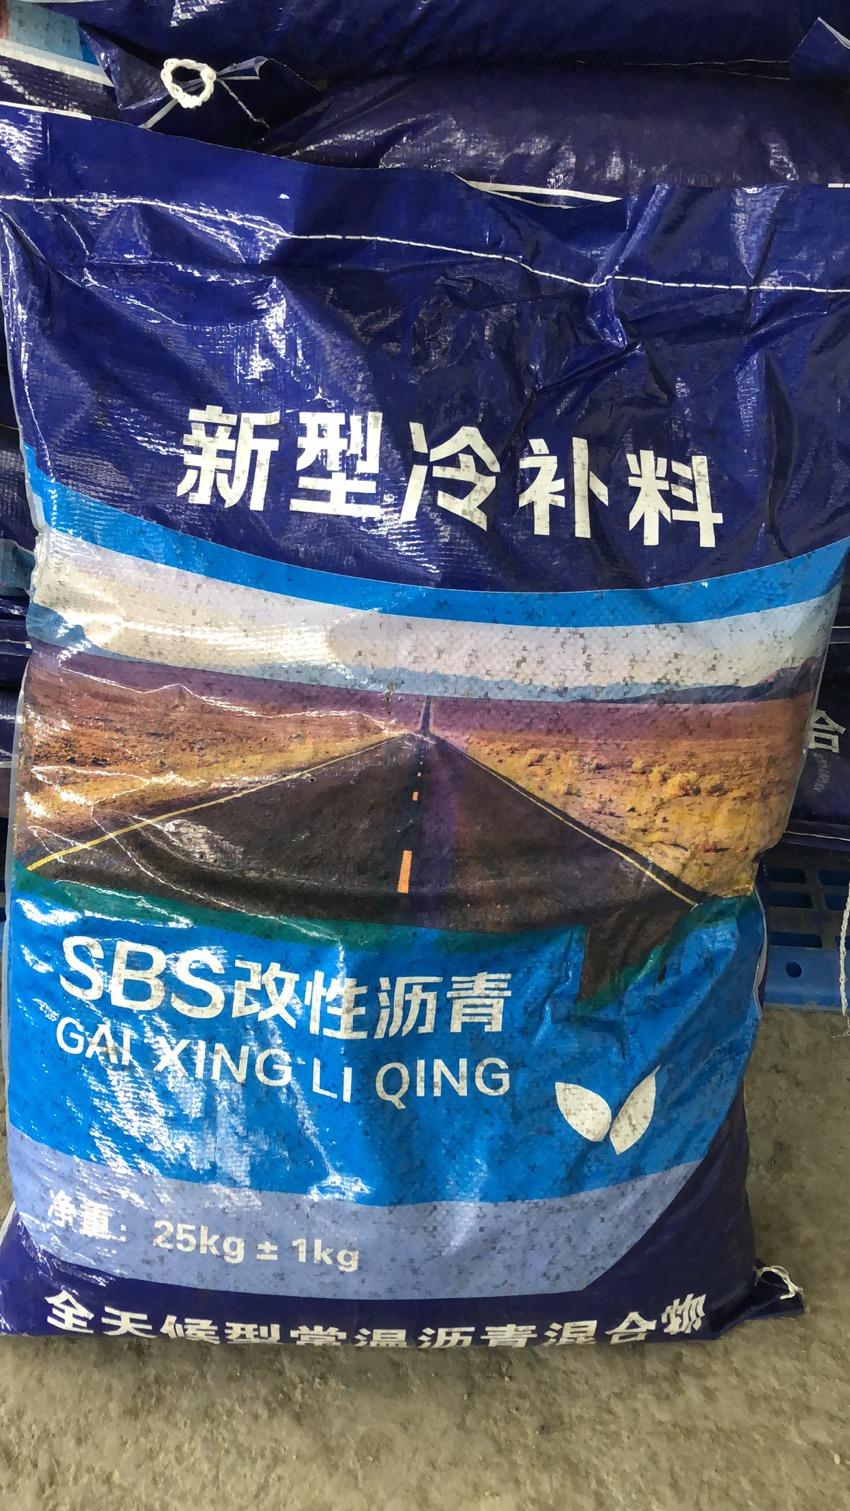 新型冷补料
合
SBS改性沥青
GAI XING LI QING
净重：25kg ± 1kg
全天候型常温沥青混合物